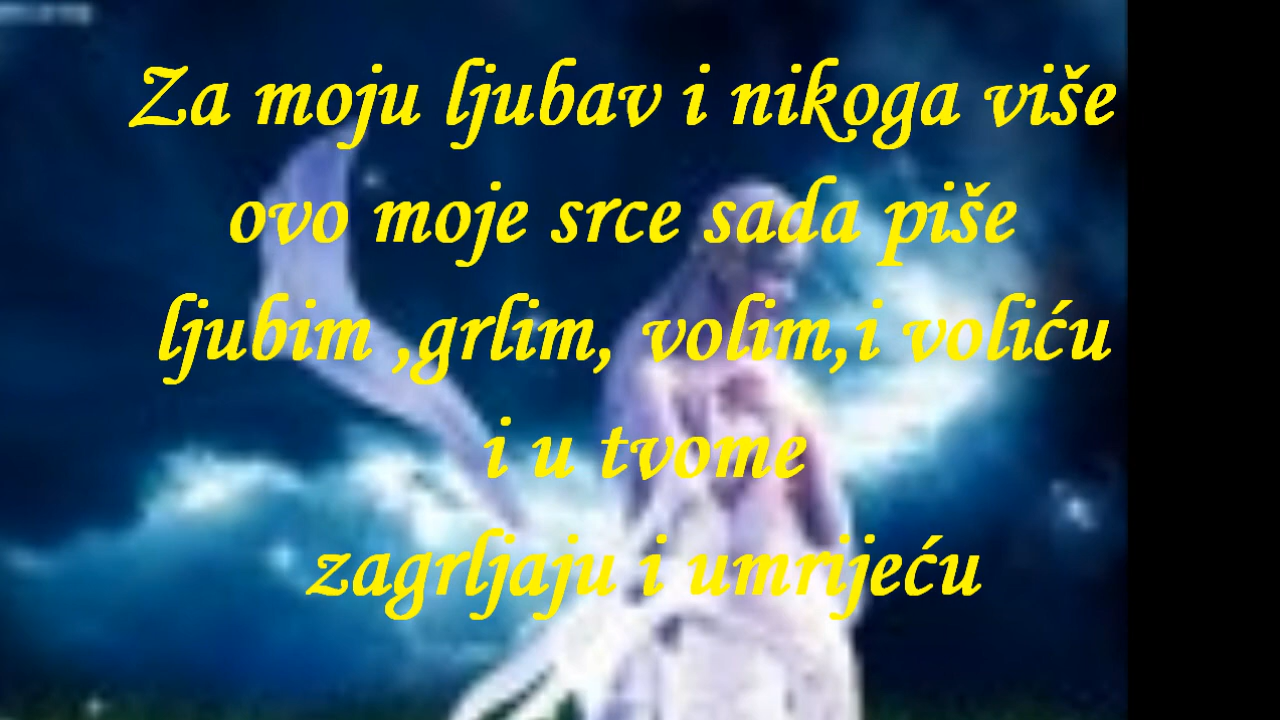 Za moju ljubav i nikoga više
ovo moje srce sada piše
ljubim ,grlim, volim,i voliću
i u tvome
zagrljaju i umrijeću